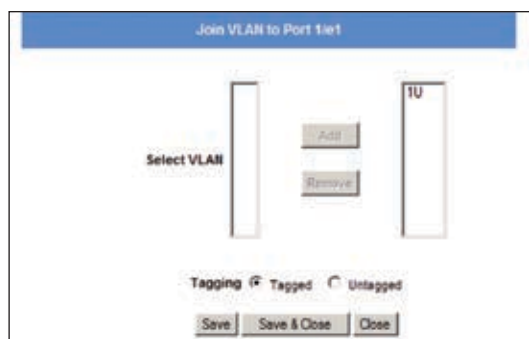 Join VLAN to Port 1/e1
1U
Add
Select VLAN
Remove
Tagging Tagged Untagged
Save Save & Close Close